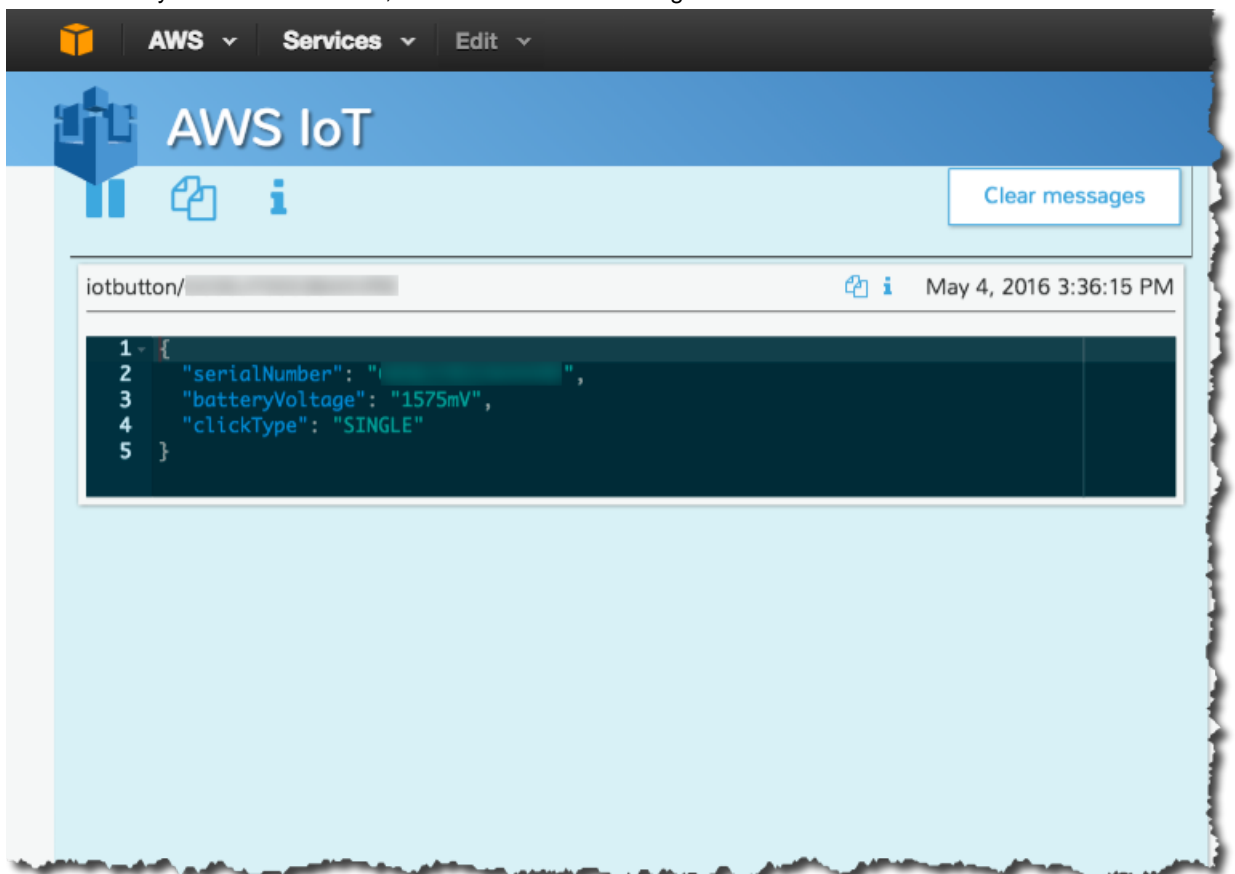 AWS Services Edit
AWS IoT
Clear messages
iotbutton/ May 4, 2016 3:36:15 PM
1 {
2 "serialNumber": " ",
3 "batteryVoltage": "1575mV",
4 "clickType": "SINGLE"
5 }